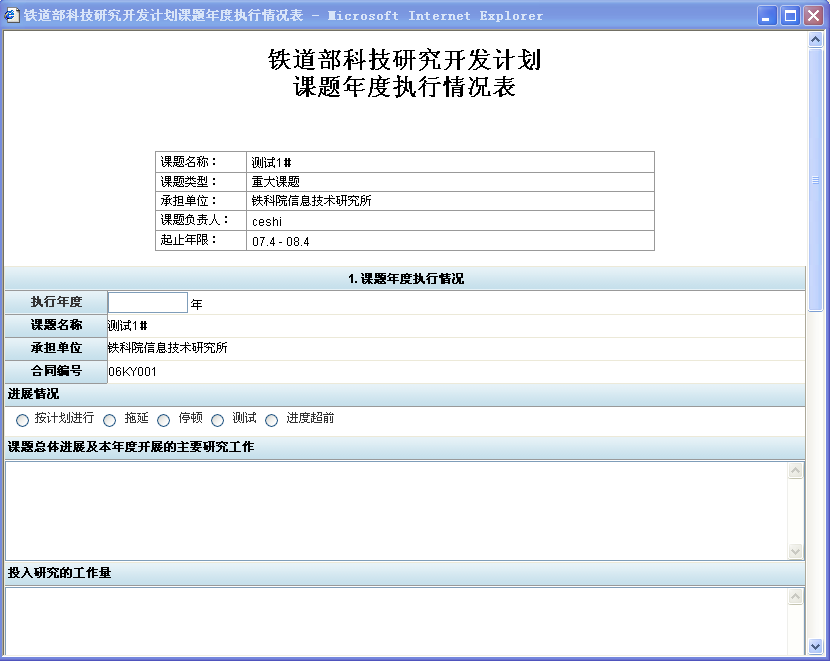 铁道部科技研究开发计划课题年度执行情况表 - Microsoft Internet Explorer
铁道部科技研究开发计划
课题年度执行情况表
课题名称： 测试1#
课题类型： 重大课题
承担单位： 铁科院信息技术研究所
课题负责人： ceshi
起止年限： 07.4 - 08.4
1. 课题年度执行情况
执行年度 年
课题名称 测试1#
承担单位 铁科院信息技术研究所
合同编号 06KY001
进展情况
按计划进行 拖延 停顿 测试 进度超前
课题总体进展及本年度开展的主要研究工作
投入研究的工作量